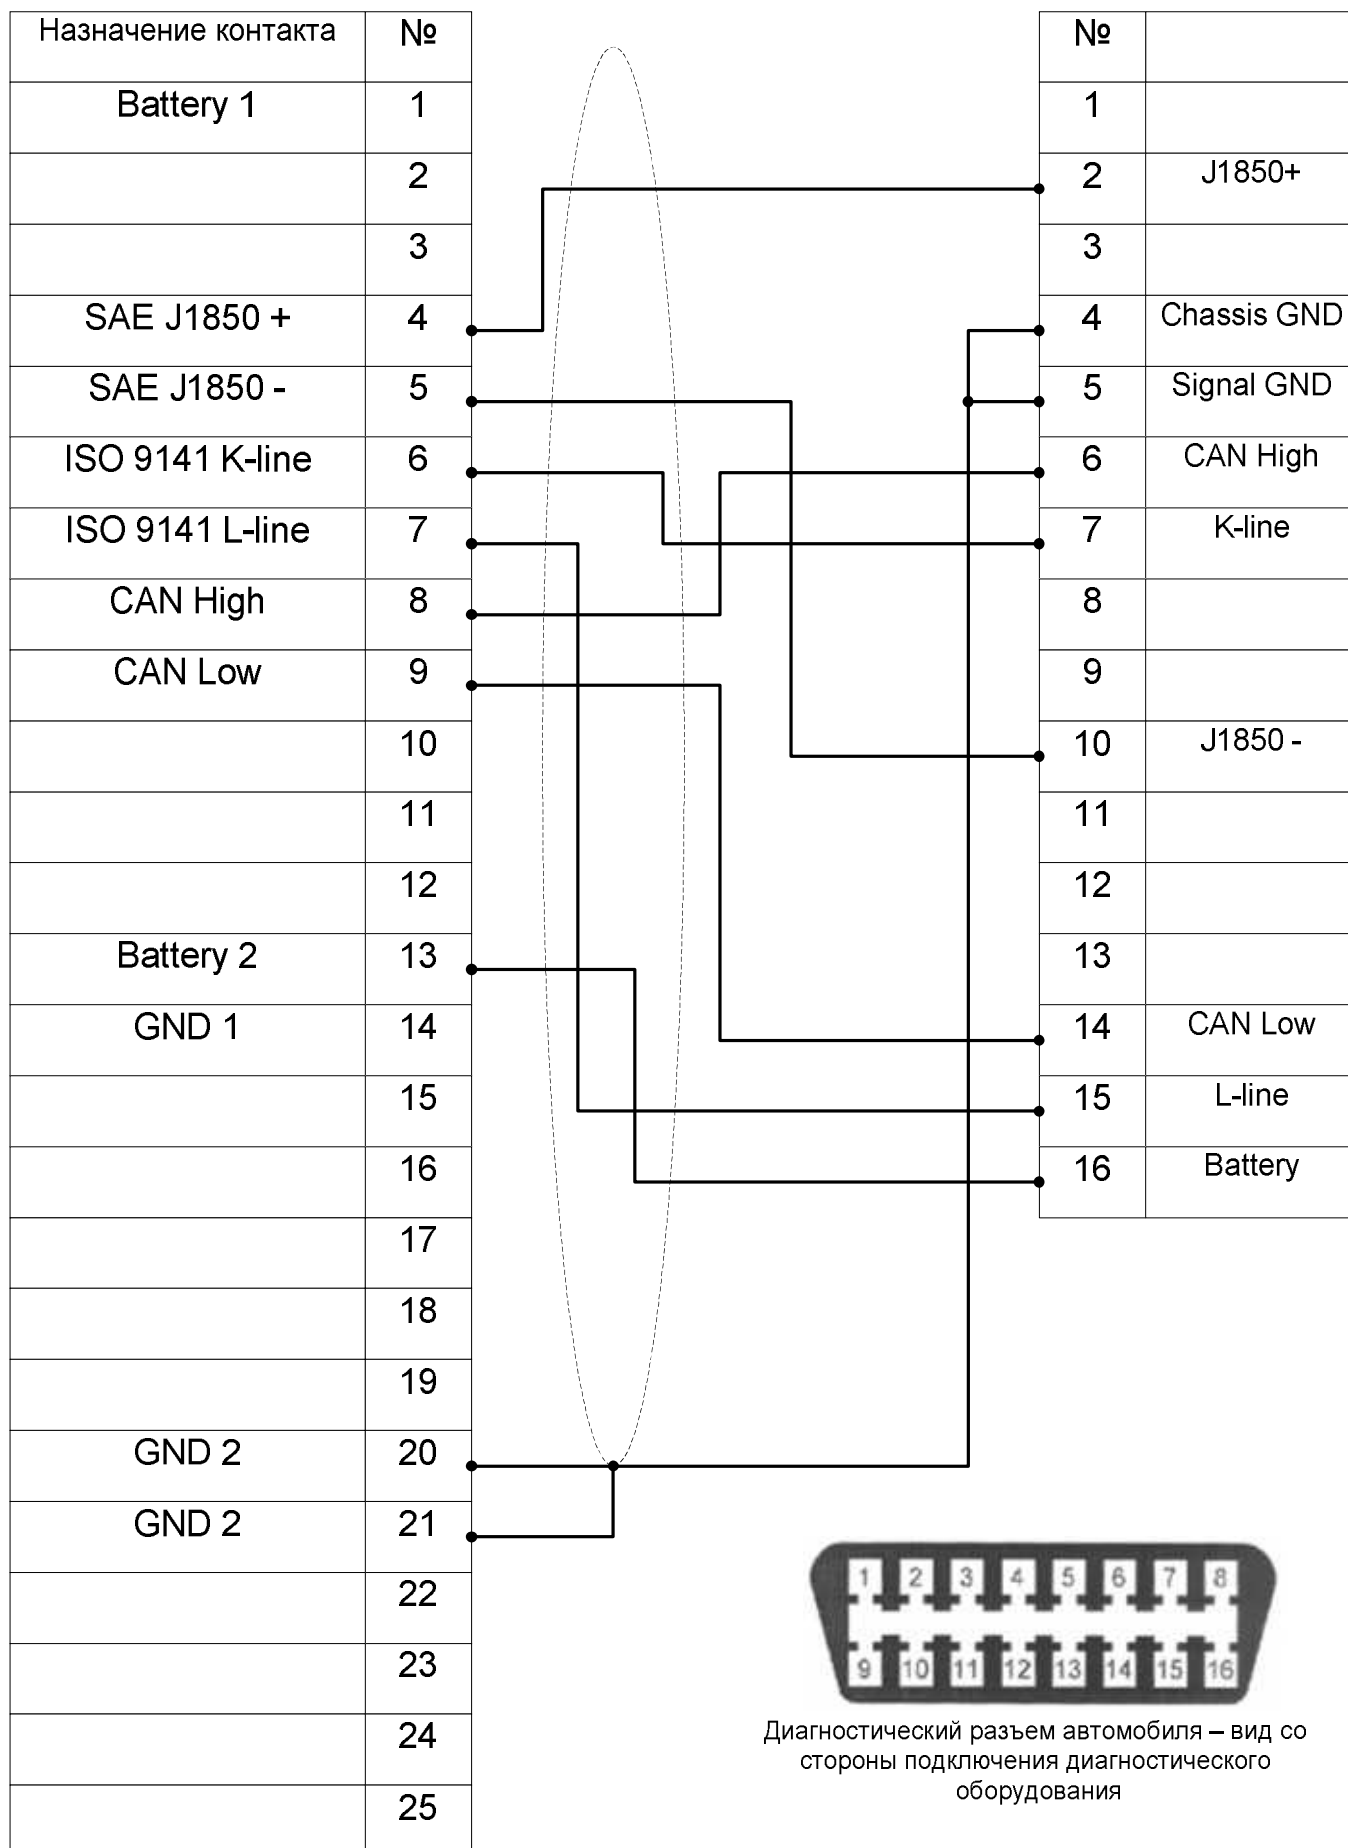 Назначение контакта №
Battery 1 1
2
3
SAE J1850 + 4
SAE J1850 - 5
ISO 9141 K-line 6
ISO 9141 L-line 7
CAN High 8
CAN Low 9
10
11
12
Battery 2 13
GND 1 14
15
16
17
18
19
GND 2 20
GND 2 21
22
23
24
25
№
1
2 J1850+
3
4 Chassis GND
5 Signal GND
6 CAN High
7 K-line
8
9
10 J1850 -
11
12
13
14 CAN Low
15 L-line
16 Battery
1 2 3 4 5 6 7 8
9 10 11 12 13 14 15 16
Диагностический разъем автомобиля – вид со
стороны подключения диагностического
оборудования